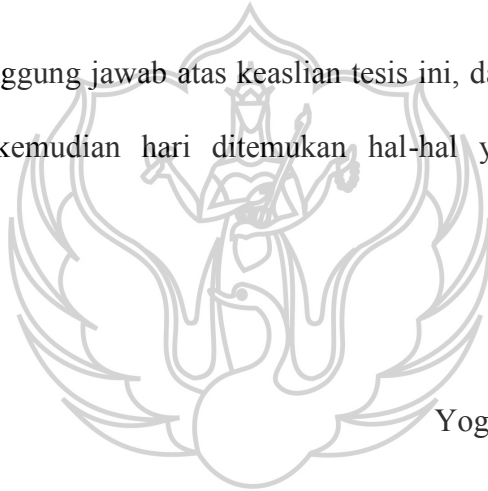 ggung jawab atas keaslian tesis ini, da
kemudian hari ditemukan hal-hal y
Yog